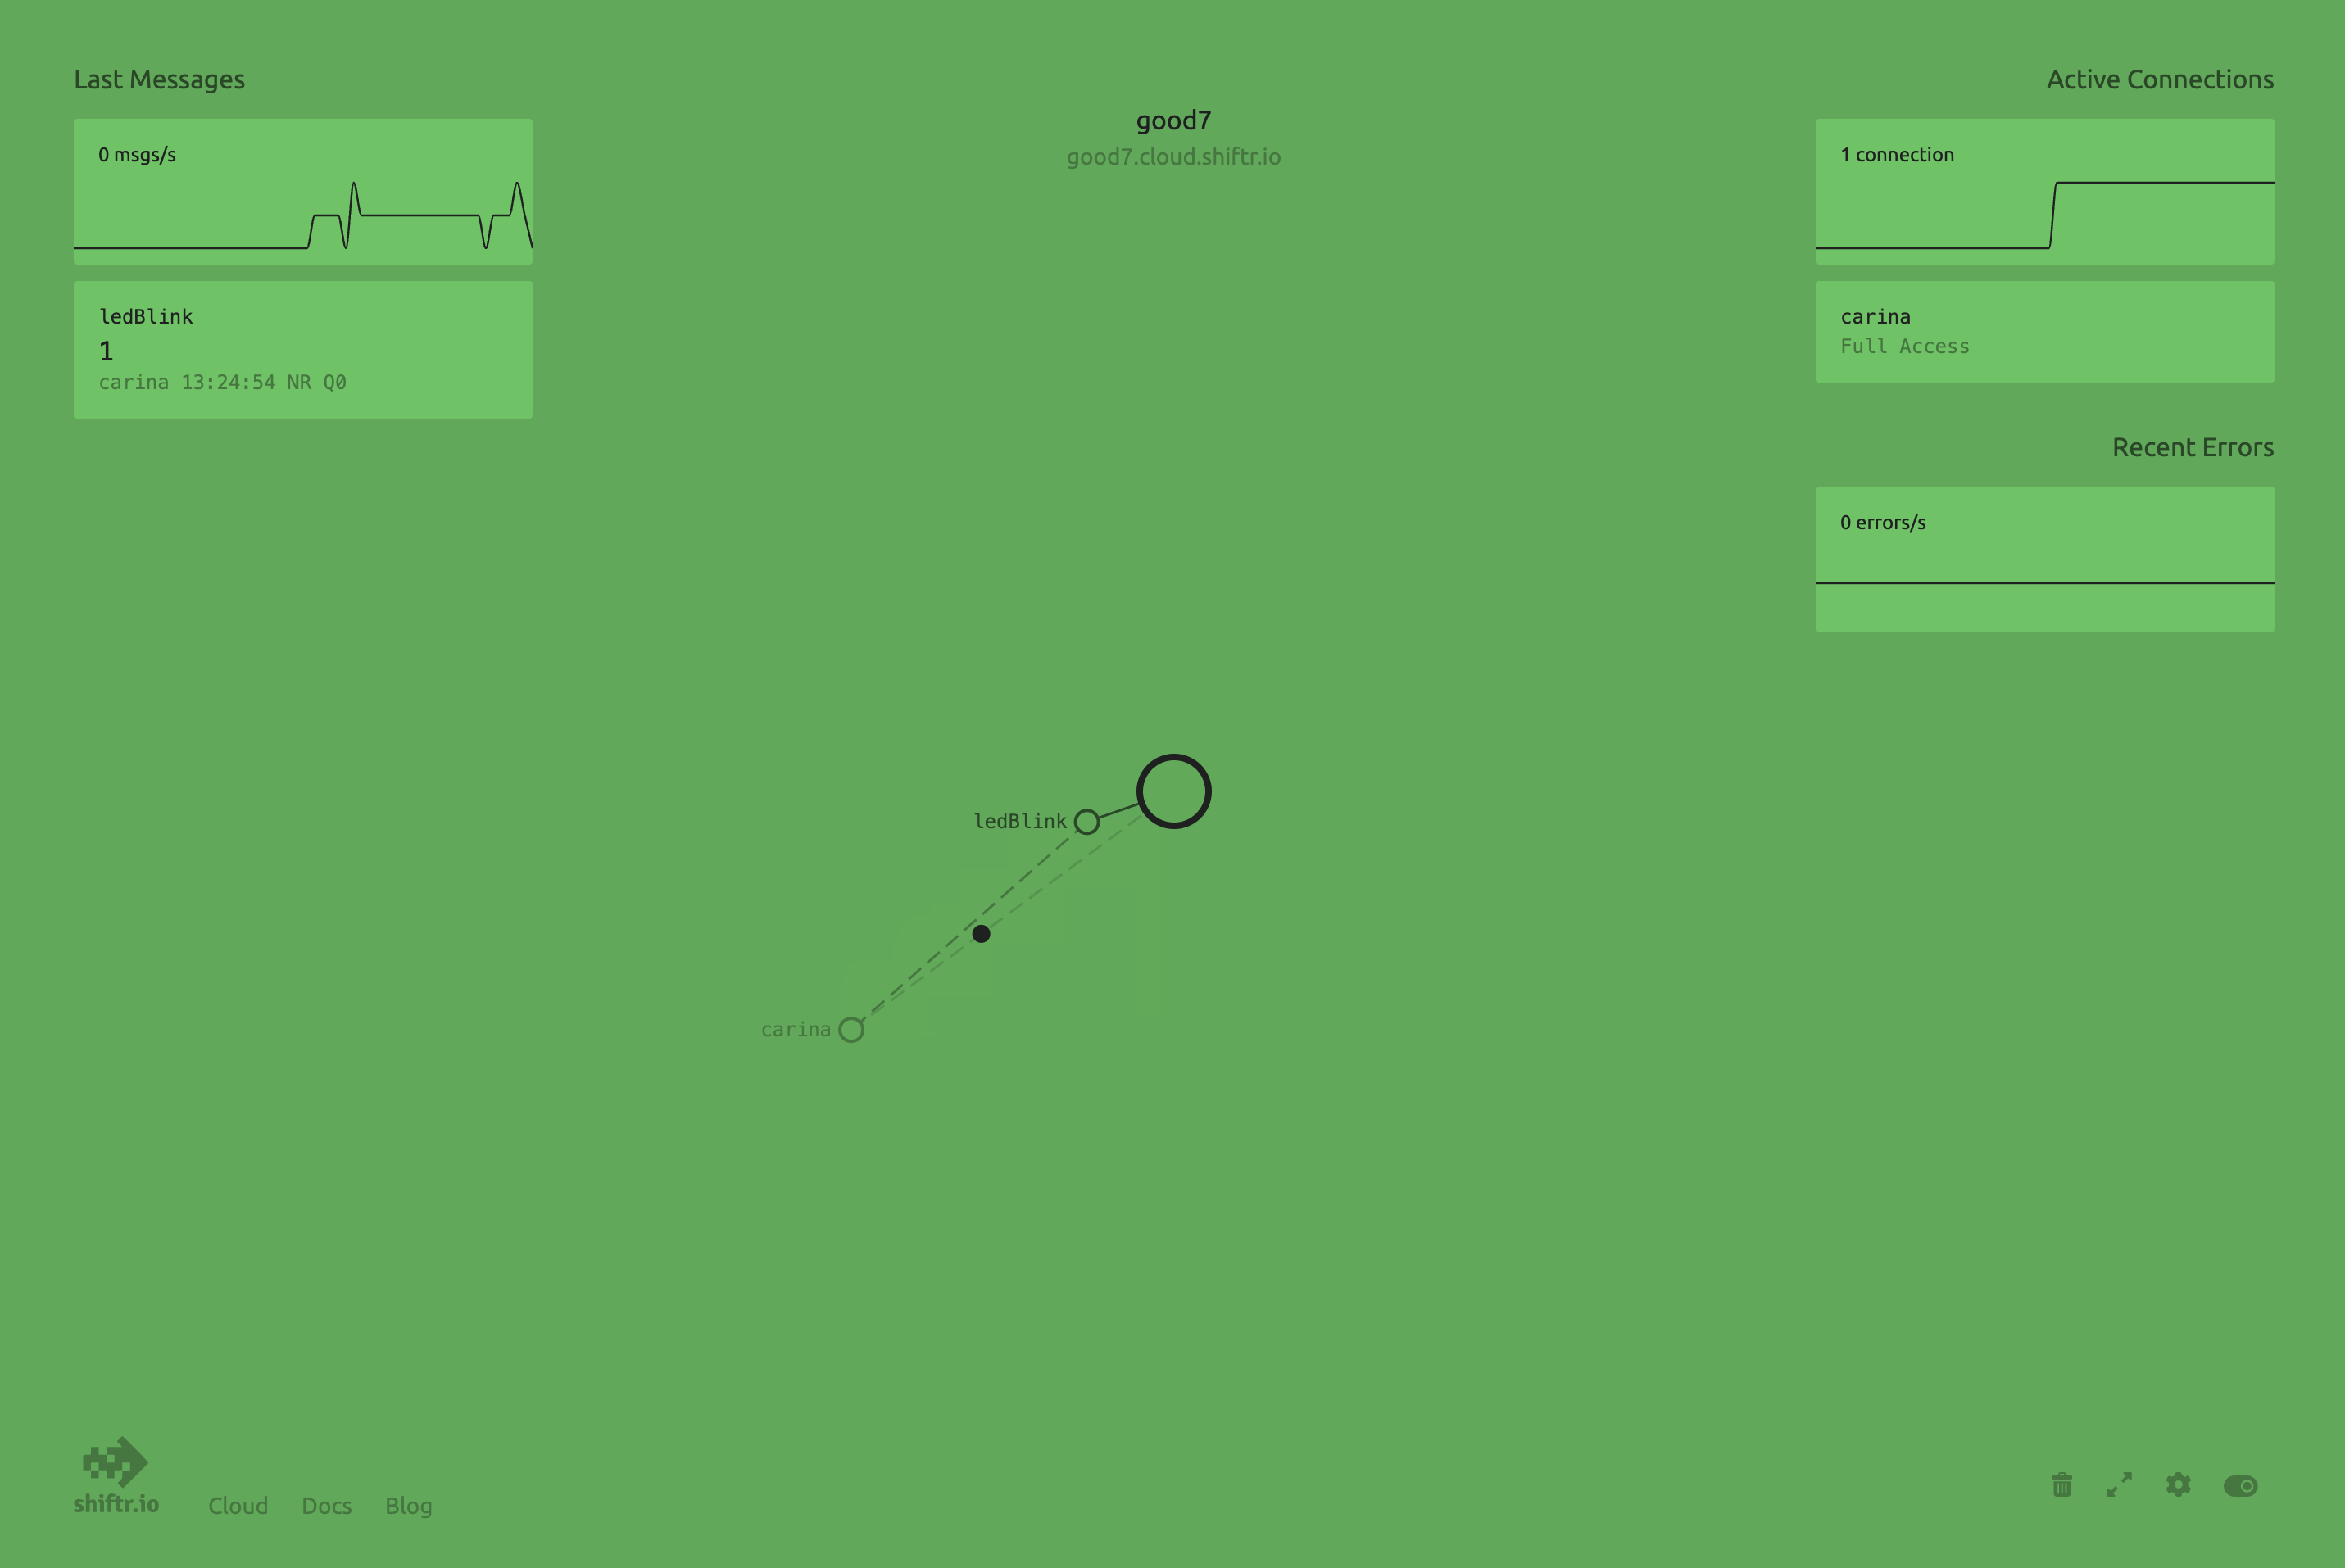 Last Messages
0 msgs/s
ledBlink
1
carina 13:24:54 NR Q0
good7
good7.cloud.shiftr.io
Active Connections
1 connection
carina
Full Access
Recent Errors
0 errors/s
ledBlink
carina
shiftr.io
Cloud
Docs
Blog